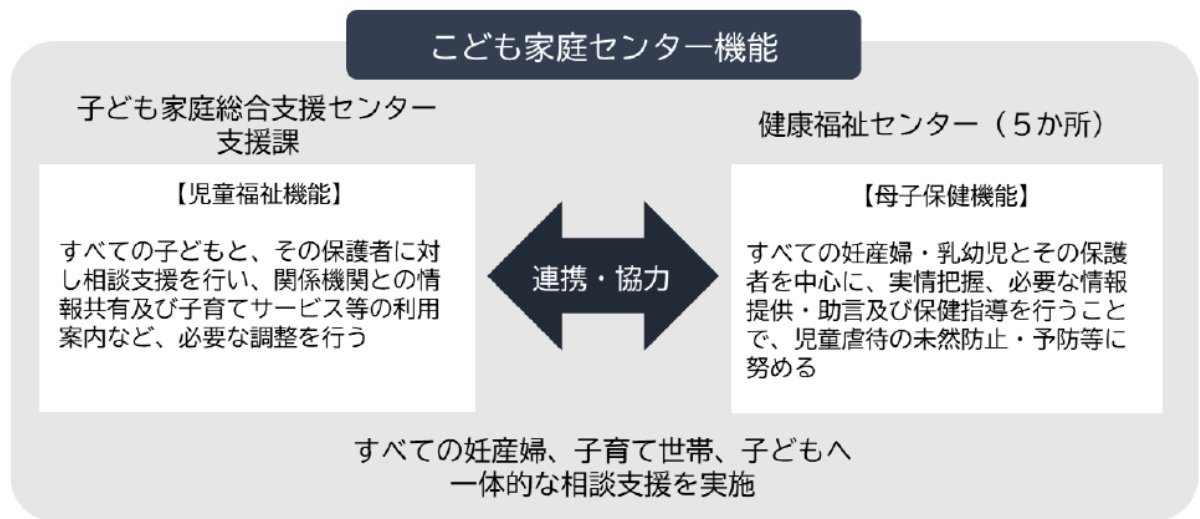 こども家庭センター機能
子ども家庭総合支援センター
支援課
【児童福祉機能】
すべての子どもと、その保護者に対
し相談支援を行い、関係機関との情
報共有及び子育てサービス等の利用
案内など、必要な調整を行う
連携・協力
健康福祉センター（５か所）
【母子保健機能】
すべての妊産婦・乳幼児とその保護
者を中心に、実情把握、必要な情報
提供・助言及び保健指導を行うこと
で、児童虐待の未然防止・予防等に
努める
すべての妊産婦、子育て世帯、子どもへ
一体的な相談支援を実施